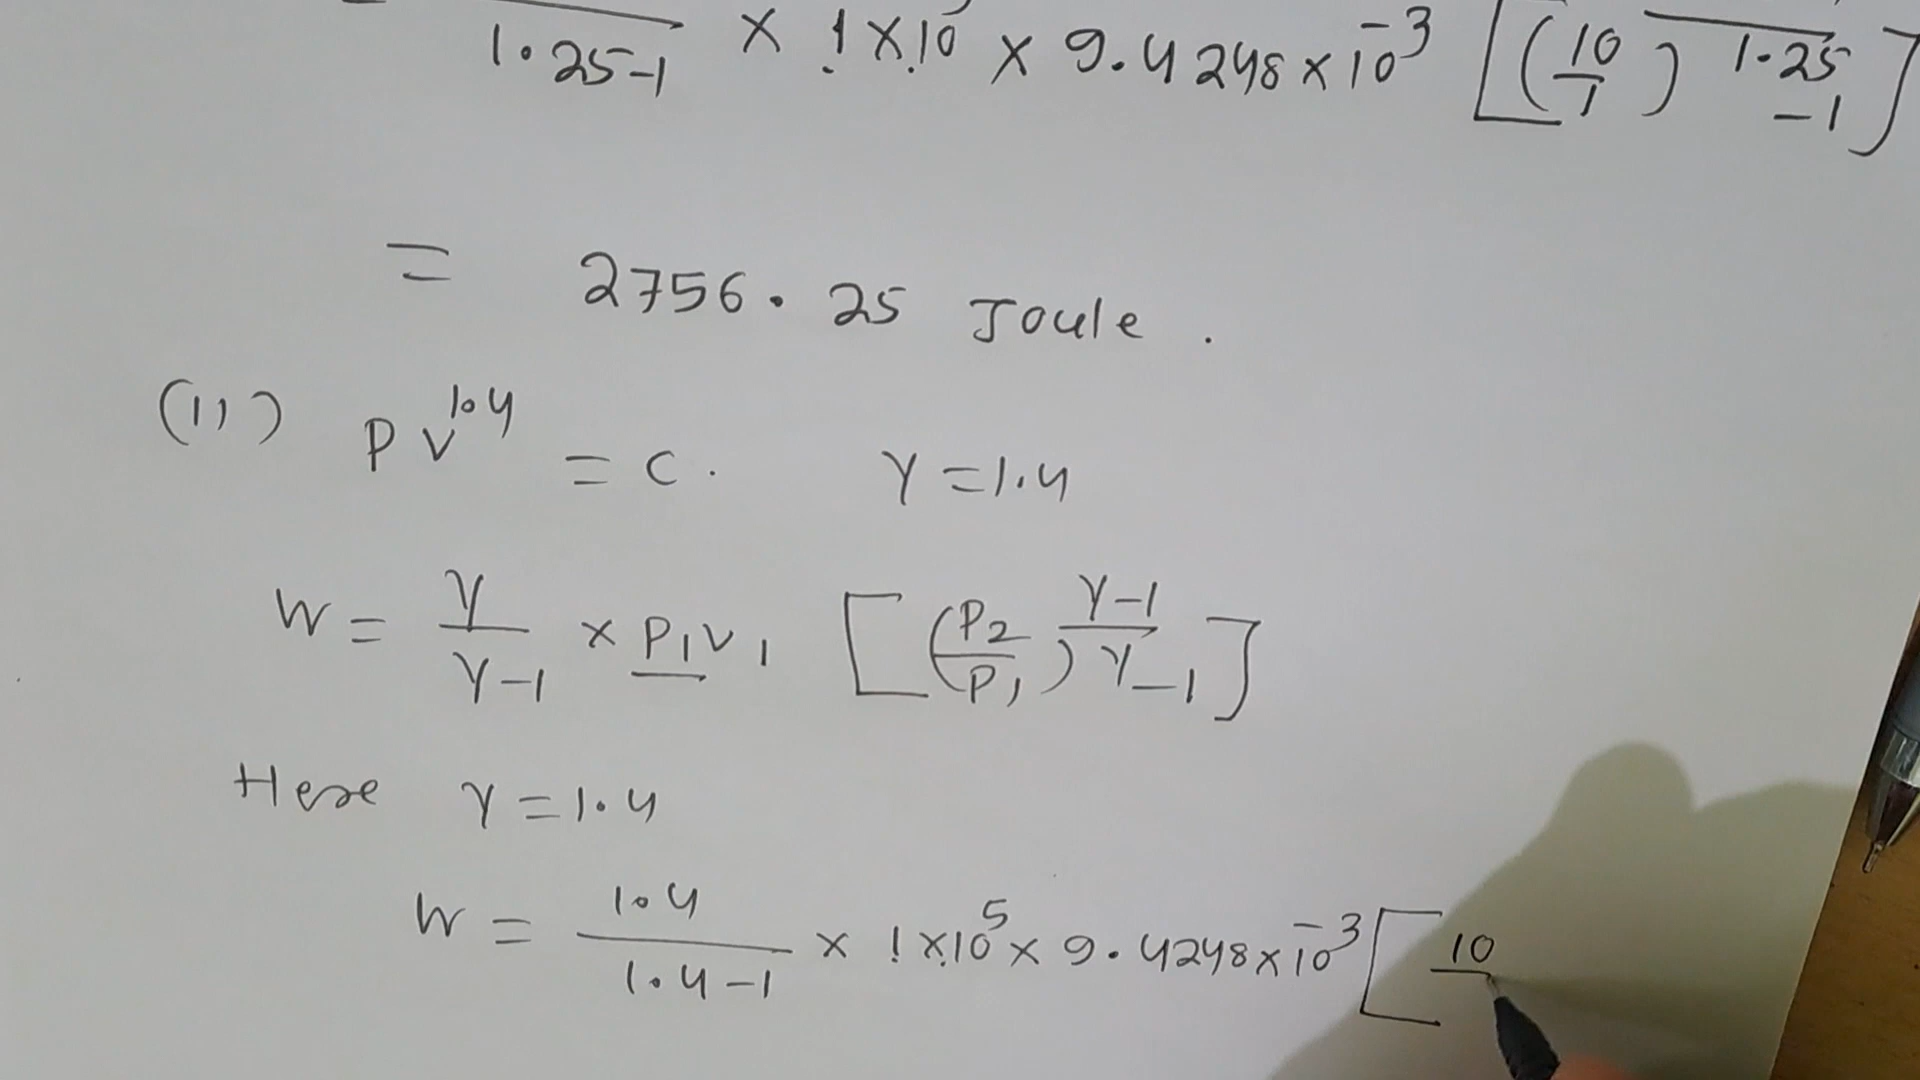 = ――― 1.25-1 × 1×10 × 9.4248×10⁻³ [(10/1) ――― 1.25 -1]
= 2756.25 Joule.
(ii) PV^1.4 = C. γ=1.4
W = γ/γ-1 × P₁V₁ [(P₂/P₁)^γ-1/γ -1]
Here γ=1.4
W = 1.4/1.4-1 × 1×10⁵ × 9.4248×10⁻³ [10